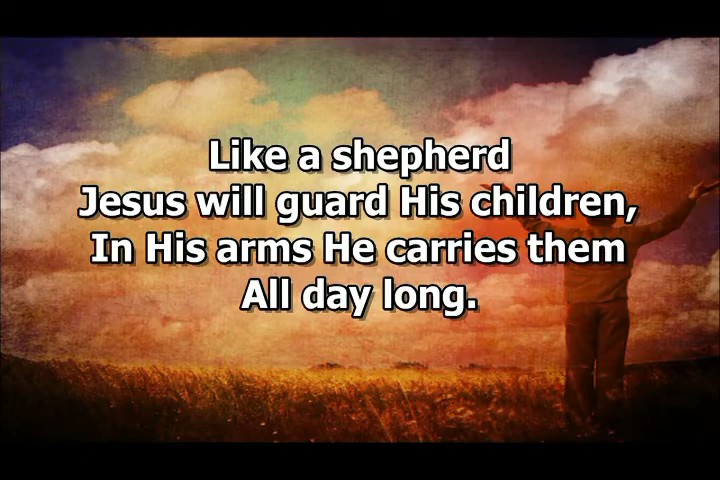 Like a shepherd
Jesus will guard His children,
In His arms He carries them
All day long.